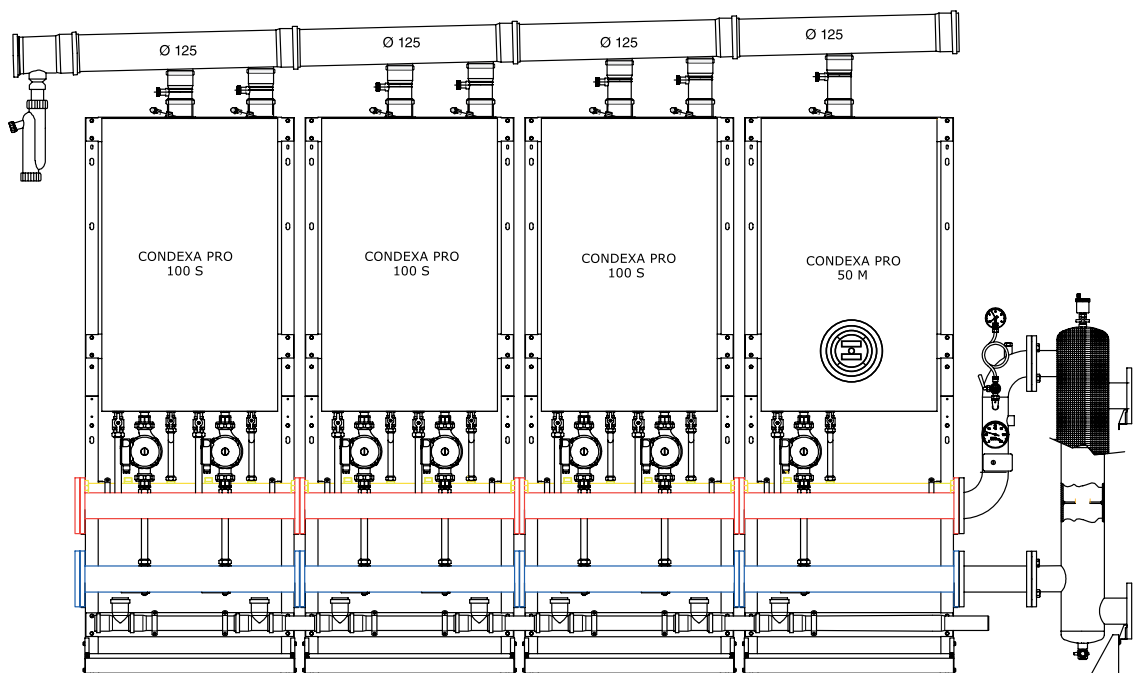 Ø 125
Ø 125
Ø 125
Ø 125
CONDEXA PRO
100 S
CONDEXA PRO
100 S
CONDEXA PRO
100 S
CONDEXA PRO
50 M